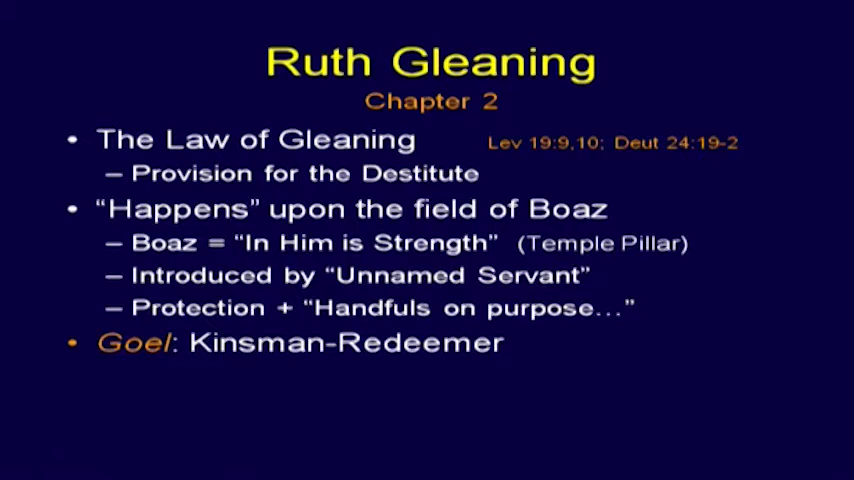 Ruth Gleaning
Chapter 2
• The Law of Gleaning Lev 19:9,10; Deut 24:19-2
– Provision for the Destitute
• “Happens” upon the field of Boaz
– Boaz = “In Him is Strength” (Temple Pillar)
– Introduced by “Unnamed Servant”
– Protection + “Handfuls on purpose…”
• Goel: Kinsman-Redeemer